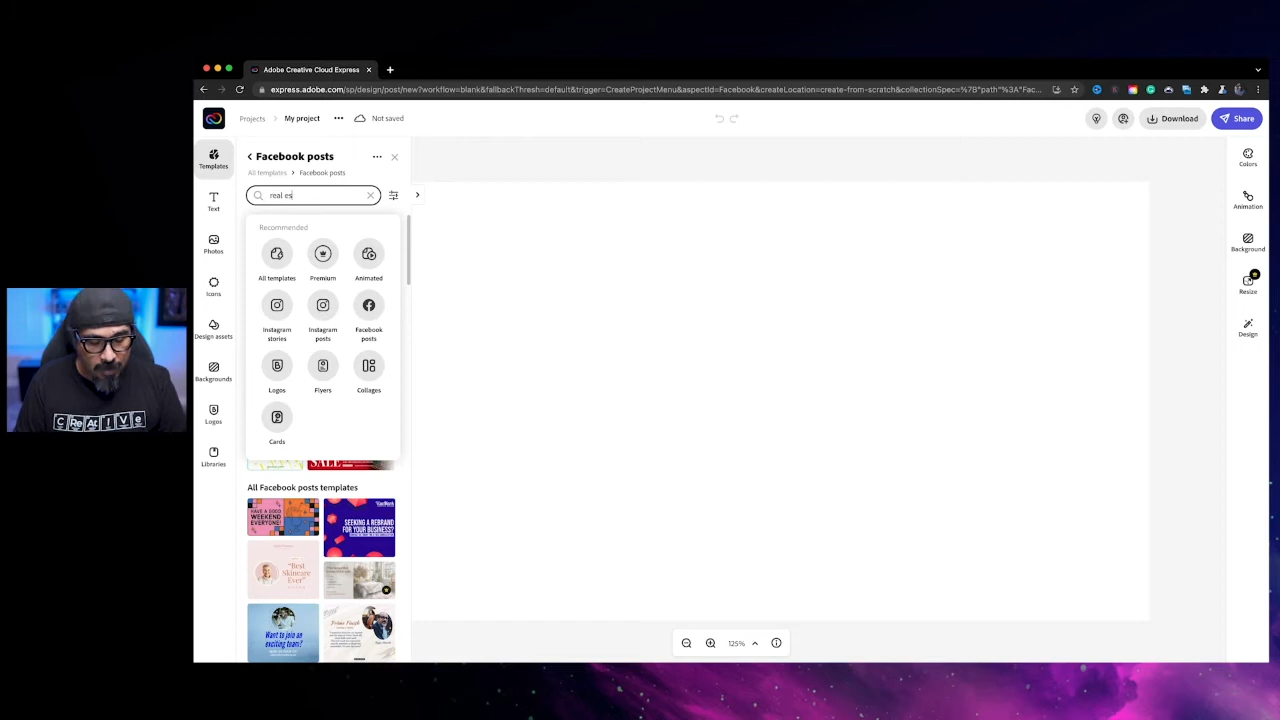 Adobe Creative Cloud Express
express.adobe.com/sp/design/post/new?workflow=blank&fallbackThresh=default&trigger=CreateProjectMenu&aspectId=Facebook&createLocation=create-from-scratch&collectionSpec=%7B"path"%3A"Fac...
Projects
My project
Not saved
Download
Share
Templates
Text
Photos
Icons
Design assets
Backgrounds
Logos
Libraries
Facebook posts
All templates
Facebook posts
real es
Recommended
All templates
Premium
Animated
Instagram
stories
Instagram
posts
Facebook
posts
Logos
Flyers
Collages
Cards
SALE
All Facebook posts templates
HAVE A GOOD
WEEKEND
EVERYONE!
SEEKING A REBRAND
FOR YOUR BUSINESS?
"Best
Skincare
Ever"
Want to join an
exciting team?
Colors
Animation
Background
Resize
Design
125%
CReATIVe